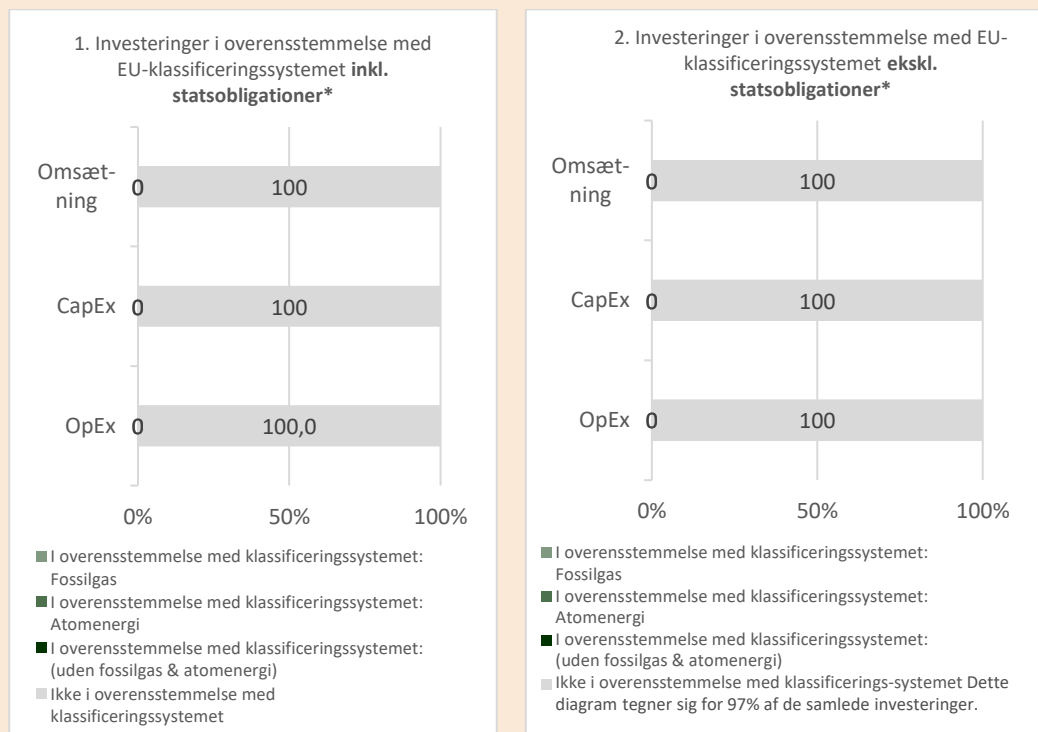 1. Investeringer i overensstemmelse med
EU-klassificeringssystemet inkl.
statsobligationer*
Omsæt-
ning
0
100
CapEx
0
100
OpEx
0
100,0
0%
50%
100%
I overensstemmelse med klassificeringssystemet:
Fossilgas
I overensstemmelse med klassificeringssystemet:
Atomenergi
I overensstemmelse med klassificeringssystemet:
(uden fossilgas & atomenergi)
Ikke i overensstemmelse med
klassificeringssystemet
2. Investeringer i overensstemmelse med EU-
klassificeringssystemet ekskl.
statsobligationer*
Omsæt-
ning
0
100
CapEx
0
100
OpEx
0
100
0%
50%
100%
I overensstemmelse med klassificeringssystemet:
Fossilgas
I overensstemmelse med klassificeringssystemet:
Atomenergi
I overensstemmelse med klassificeringssystemet:
(uden fossilgas & atomenergi)
Ikke i overensstemmelse med klassificerings-systemet Dette
diagram tegner sig for 97% af de samlede investeringer.